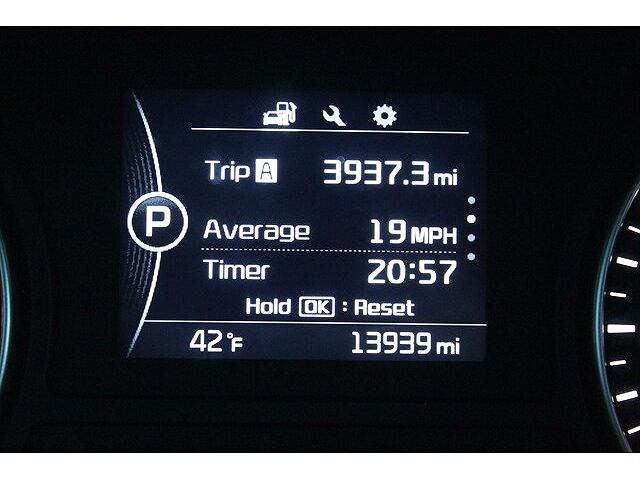 Trip A 3937.3 mi
P
Average 19 MPH
Timer 20:57
Hold OK : Reset
42°F 13939 mi